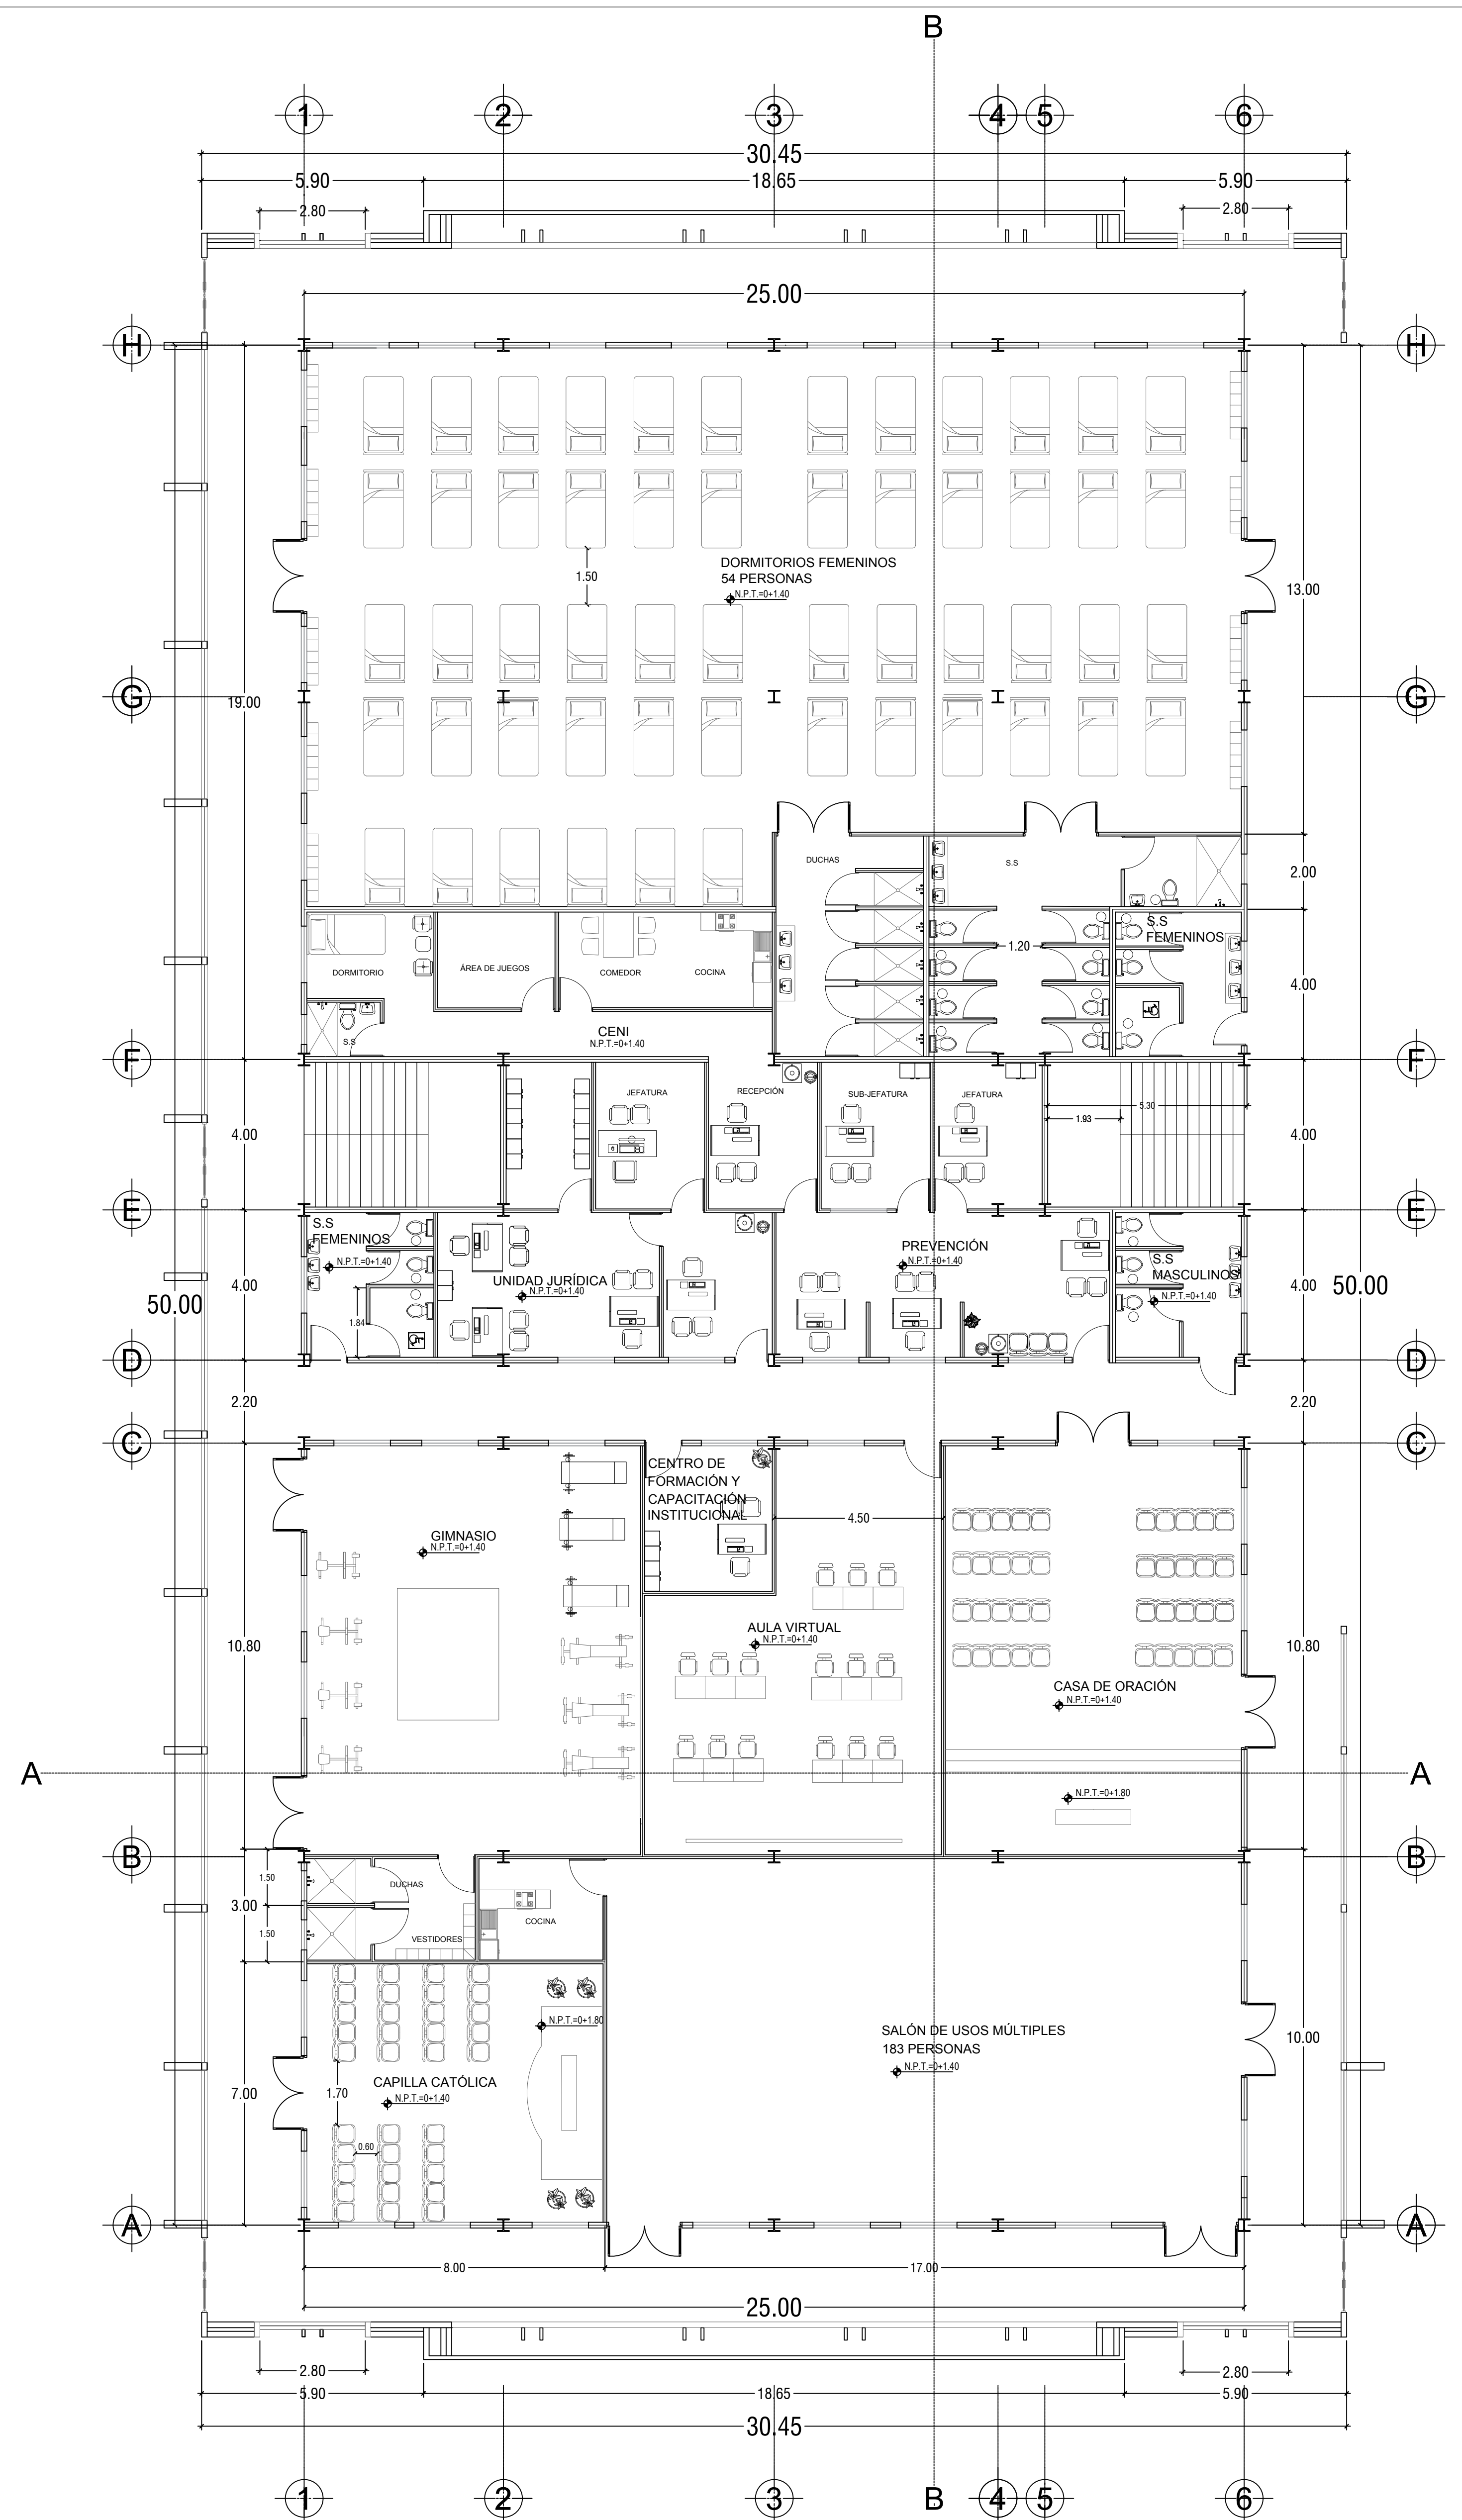 B
1 2 3 4 5 6
30.45
5.90 18.65 5.90
2.80 2.80
25.00
H H
DORMITORIOS FEMENINOS
54 PERSONAS
N.P.T.=0+1.40
1.50
13.00
G G
19.00
DUCHAS
S.S
2.00
S.S
FEMENINOS
1.20
DORMITORIO
ÁREA DE JUEGOS
COMEDOR
COCINA
4.00
S.S
CENI
N.P.T.=0+1.40
F F
JEFATURA
RECEPCIÓN
SUB-JEFATURA
JEFATURA
5.30
1.93
4.00 4.00
E E
S.S
FEMENINOS
N.P.T.=0+1.40
UNIDAD JURÍDICA
N.P.T.=0+1.40
PREVENCIÓN
N.P.T.=0+1.40
S.S
MASCULINOS
N.P.T.=0+1.40
4.00 4.00
50.00 50.00
1.84
D D
2.20 2.20
C C
CENTRO DE
FORMACIÓN Y
CAPACITACIÓN
INSTITUCIONAL
4.50
GIMNASIO
N.P.T.=0+1.40
AULA VIRTUAL
N.P.T.=0+1.40
10.80 10.80
CASA DE ORACIÓN
N.P.T.=0+1.40
A A
N.P.T.=0+1.80
B B
1.50
DUCHAS
3.00
1.50
VESTIDORES
COCINA
N.P.T.=0+1.80
SALÓN DE USOS MÚLTIPLES
183 PERSONAS
N.P.T.=0+1.40
10.00
CAPILLA CATÓLICA
N.P.T.=0+1.40
7.00
1.70
0.60
A A
8.00 17.00
25.00
2.80 2.80
5.90 18.65 5.90
30.45
1 2 3 B 4 5 6